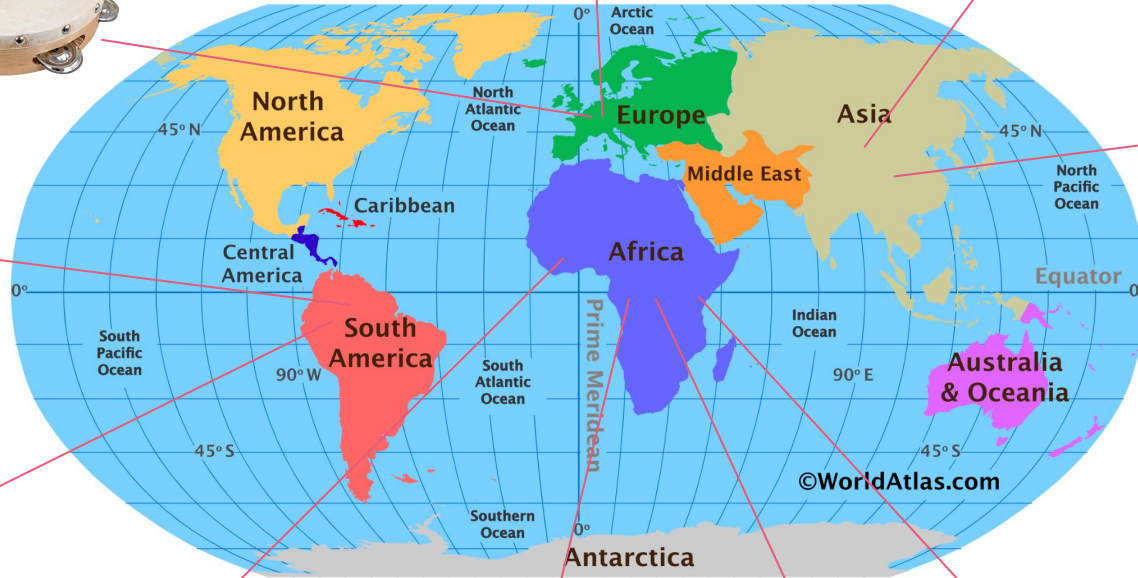 0°
Arctic
Ocean
North
America
North
Atlantic
Ocean
Europe
Asia
45° N
45° N
Middle East
North
Pacific
Ocean
Caribbean
Central
America
Africa
Equator
0°
0°
Prime Meridean
Indian
Ocean
South
Pacific
Ocean
South
America
90° W
South
Atlantic
Ocean
90° E
Australia
& Oceania
45° S
45° S
©WorldAtlas.com
Southern
Ocean
0°
Antarctica